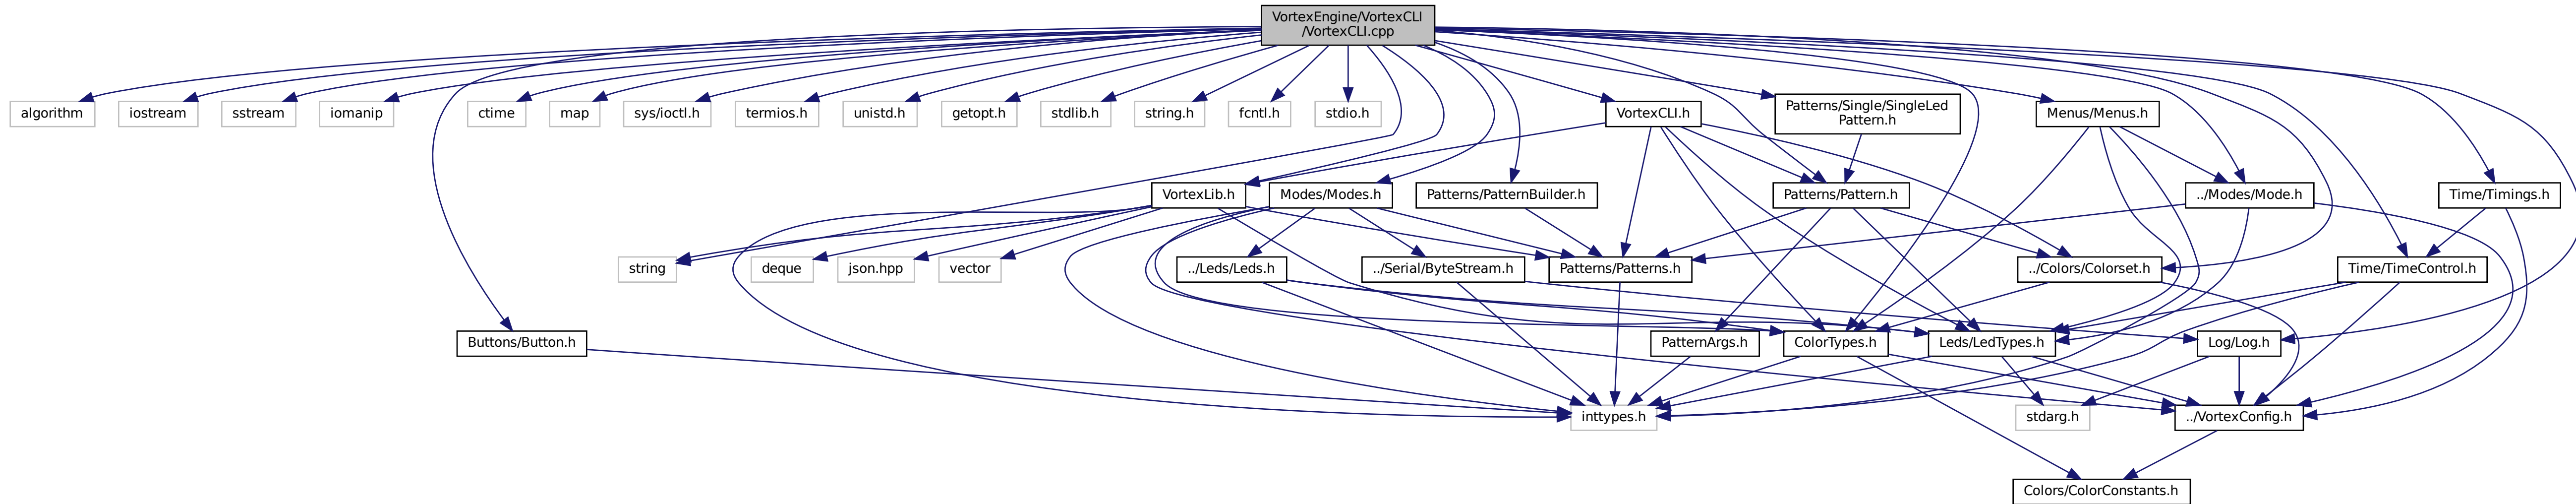 VortexEngine/VortexCLI
/VortexCLI.cpp
algorithm
iostream
sstream
iomanip
ctime
map
sys/ioctl.h
termios.h
unistd.h
getopt.h
stdlib.h
string.h
fcntl.h
stdio.h
VortexCLI.h
Patterns/Single/SingleLed
Pattern.h
Menus/Menus.h
VortexLib.h
Modes/Modes.h
Patterns/PatternBuilder.h
Patterns/Pattern.h
../Modes/Mode.h
Time/Timings.h
string
deque
json.hpp
vector
../Leds/Leds.h
../Serial/ByteStream.h
Patterns/Patterns.h
../Colors/Colorset.h
Time/TimeControl.h
Buttons/Button.h
PatternArgs.h
ColorTypes.h
Leds/LedTypes.h
Log/Log.h
inttypes.h
stdarg.h
../VortexConfig.h
Colors/ColorConstants.h